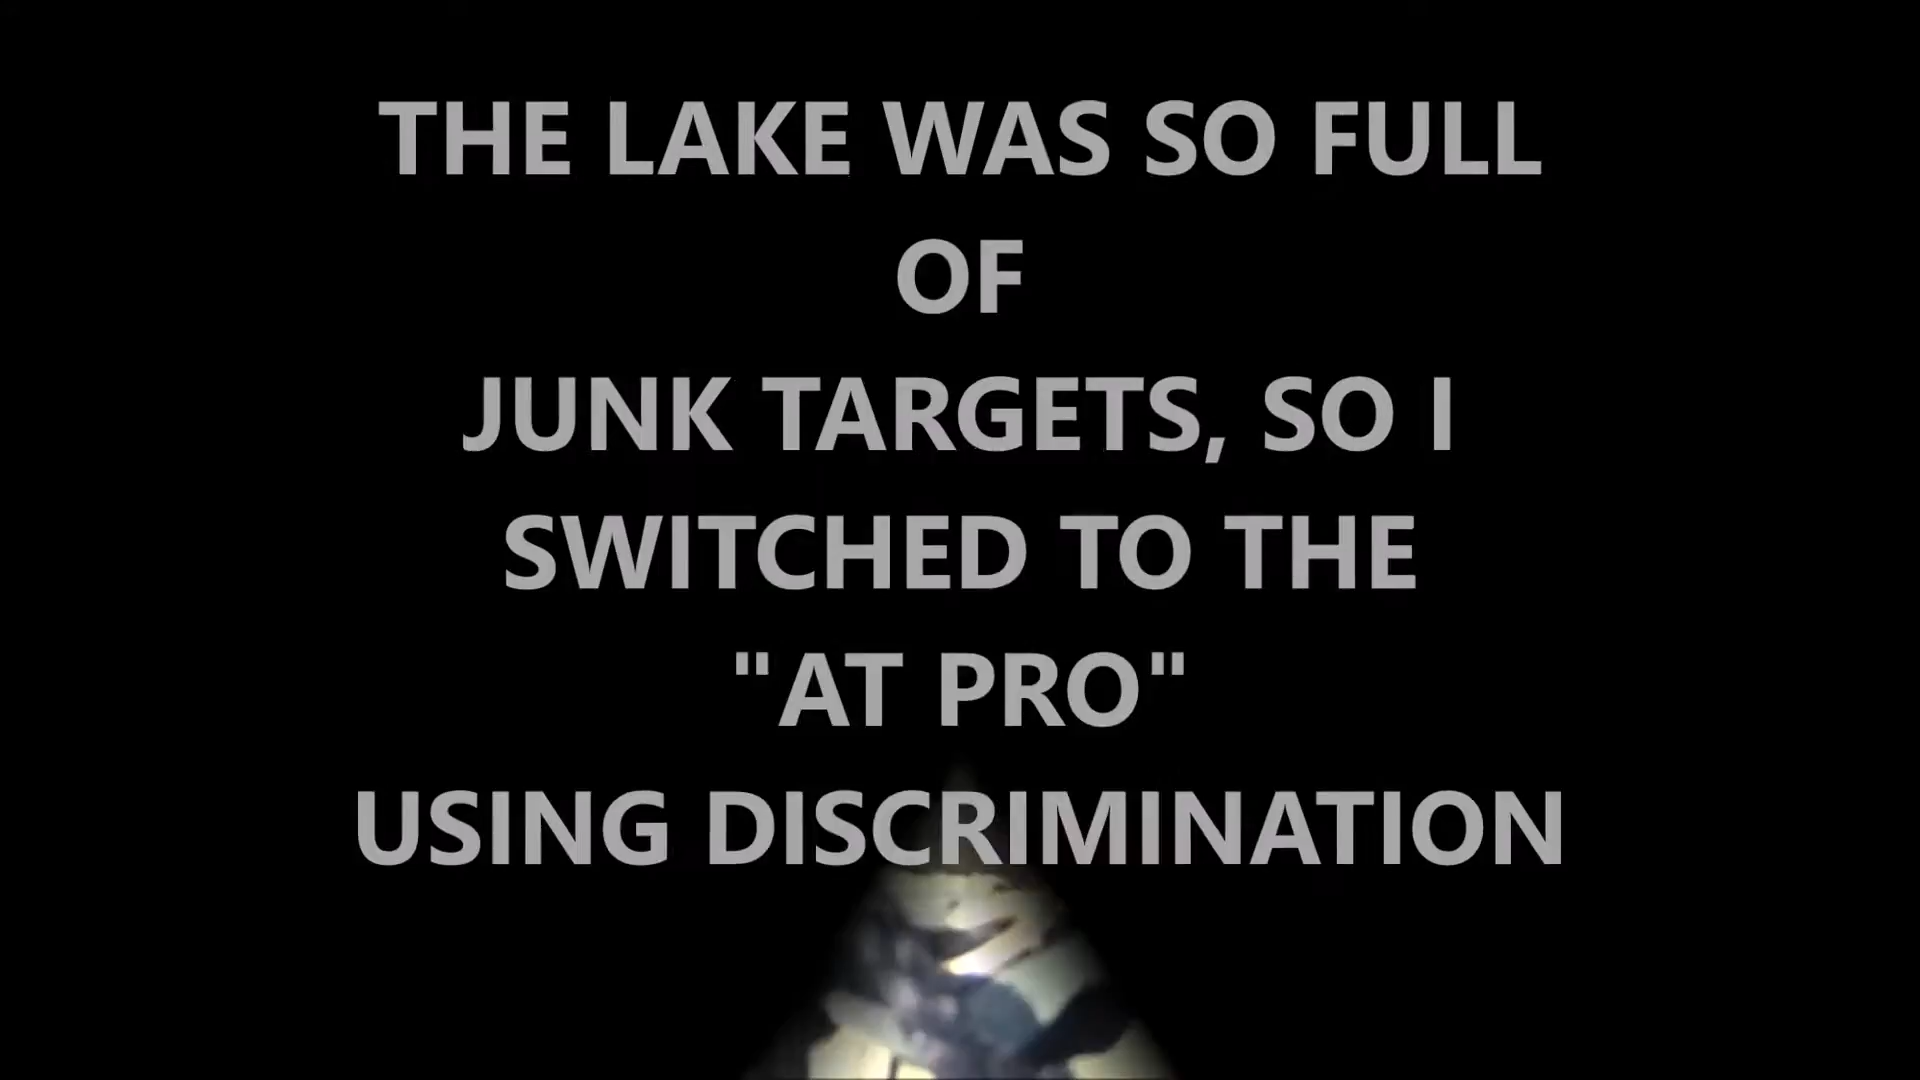 THE LAKE WAS SO FULL
OF
JUNK TARGETS, SO I
SWITCHED TO THE
"AT PRO"
USING DISCRIMINATION